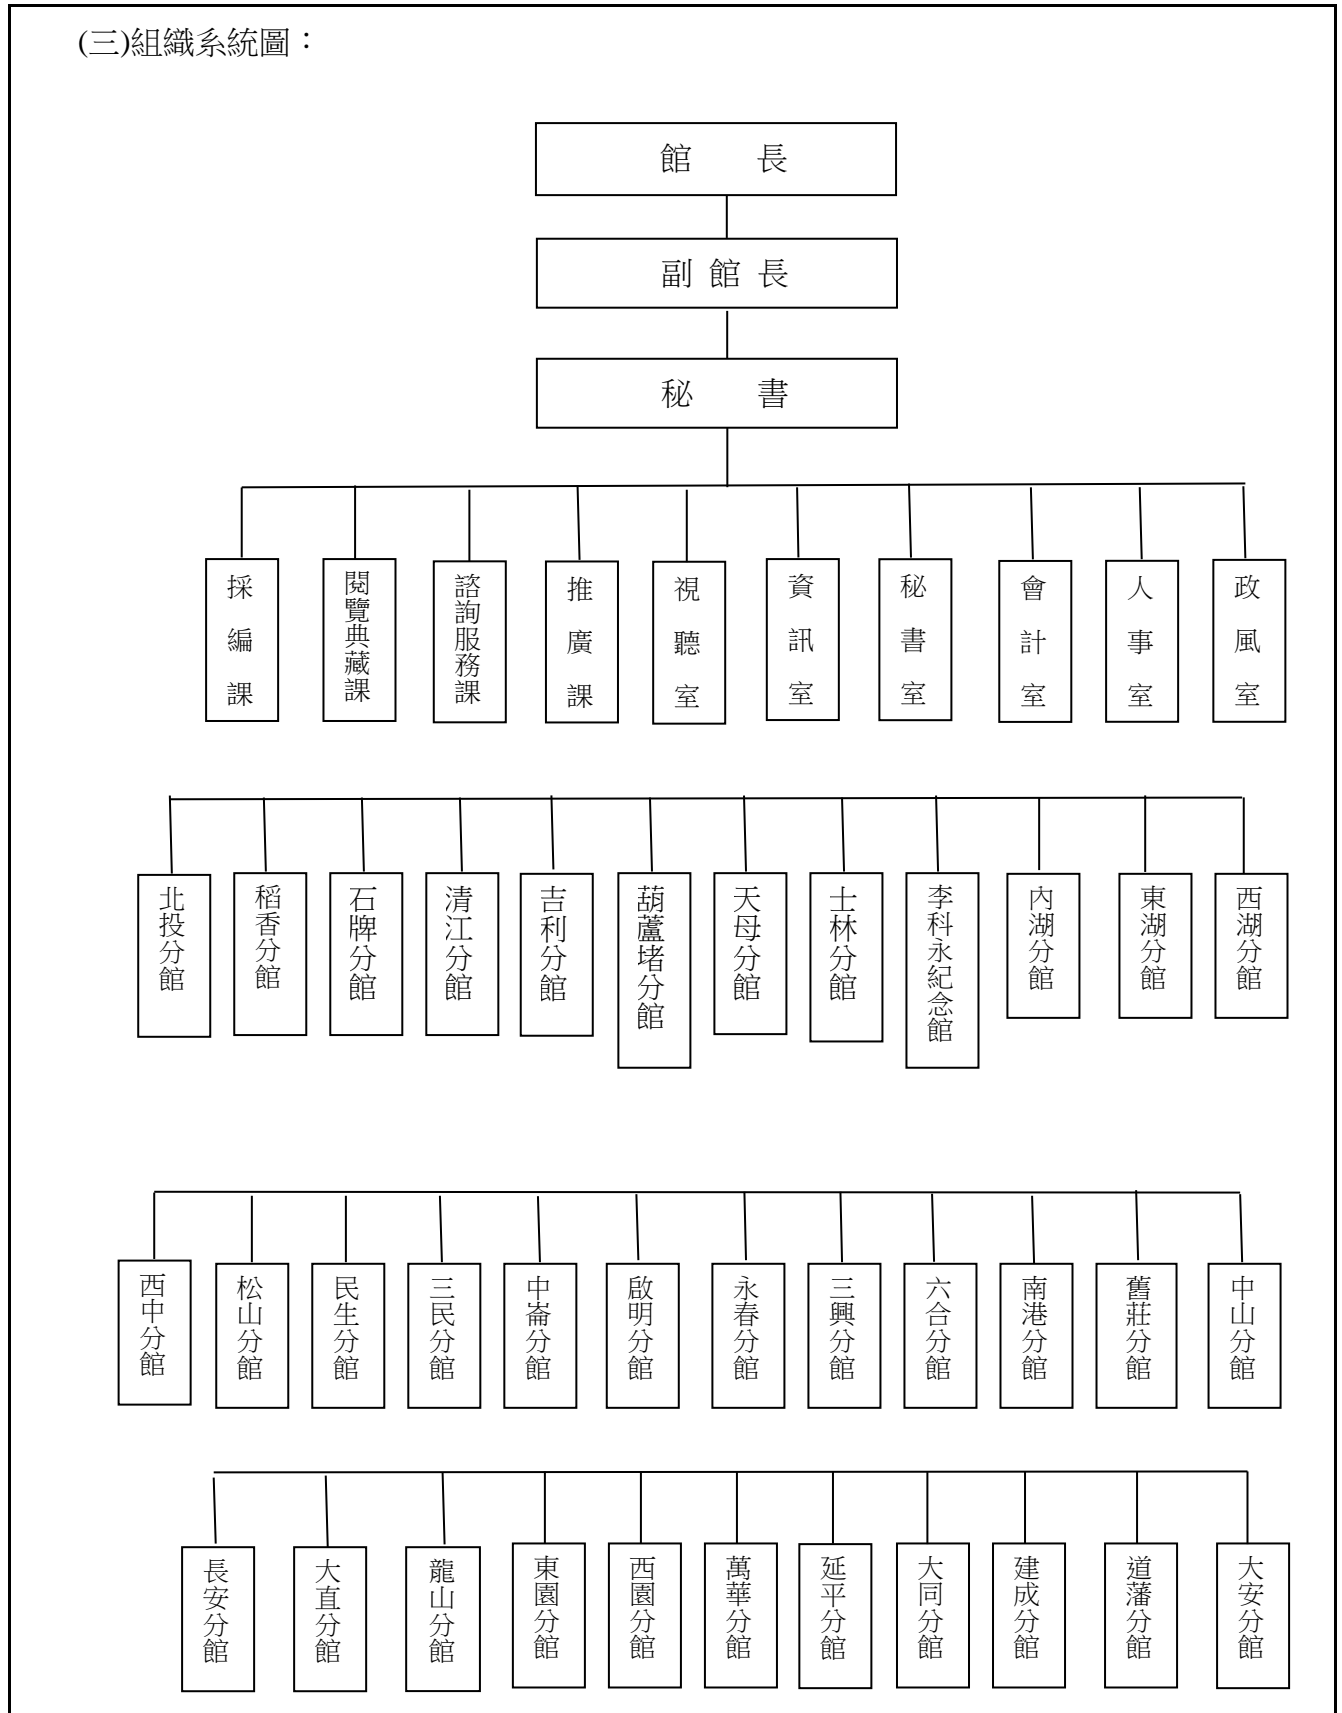 (三)組織系統圖：
館　　長
副 館 長
秘　　書
採編課
閱覽典藏課
諮詢服務課
推廣課
視聽室
資訊室
秘書室
會計室
人事室
政風室
北投分館
稻香分館
石牌分館
清江分館
吉利分館
葫蘆堵分館
天母分館
士林分館
李科永紀念館
內湖分館
東湖分館
西湖分館
西中分館
松山分館
民生分館
三民分館
中崙分館
啟明分館
永春分館
三興分館
六合分館
南港分館
舊莊分館
中山分館
長安分館
大直分館
龍山分館
東園分館
西園分館
萬華分館
延平分館
大同分館
建成分館
道藩分館
大安分館